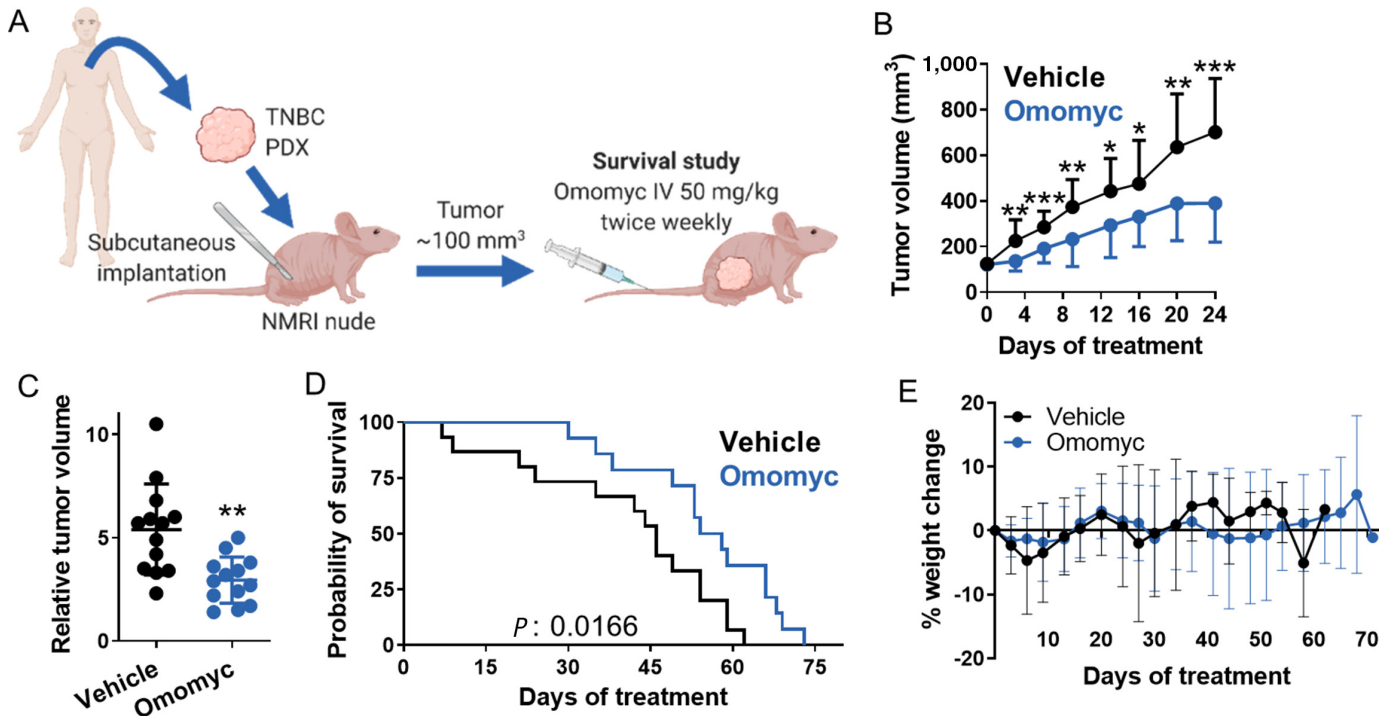 A
TNBC
PDX
Subcutaneous
implantation
NMRI nude
Tumor
~100 mm³
Survival study
Omomyc IV 50 mg/kg
twice weekly
B
Tumor volume (mm³)
1,000
800
600
400
200
0
Vehicle
Omomyc
** *** ** * * ** ***
0 4 8 12 16 20 24
Days of treatment
C
Relative tumor volume
10
5
0
**
Vehicle
Omomyc
D
Probability of survival
100
75
50
25
0
Vehicle
Omomyc
P: 0.0166
0 15 30 45 60 75
Days of treatment
E
% weight change
20
10
0
-10
-20
Vehicle
Omomyc
10 20 30 40 50 60 70
Days of treatment